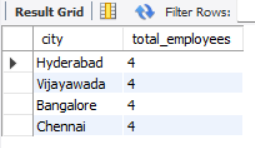 Result Grid Filter Rows:
city total_employees
Hyderabad 4
Vijayawada 4
Bangalore 4
Chennai 4